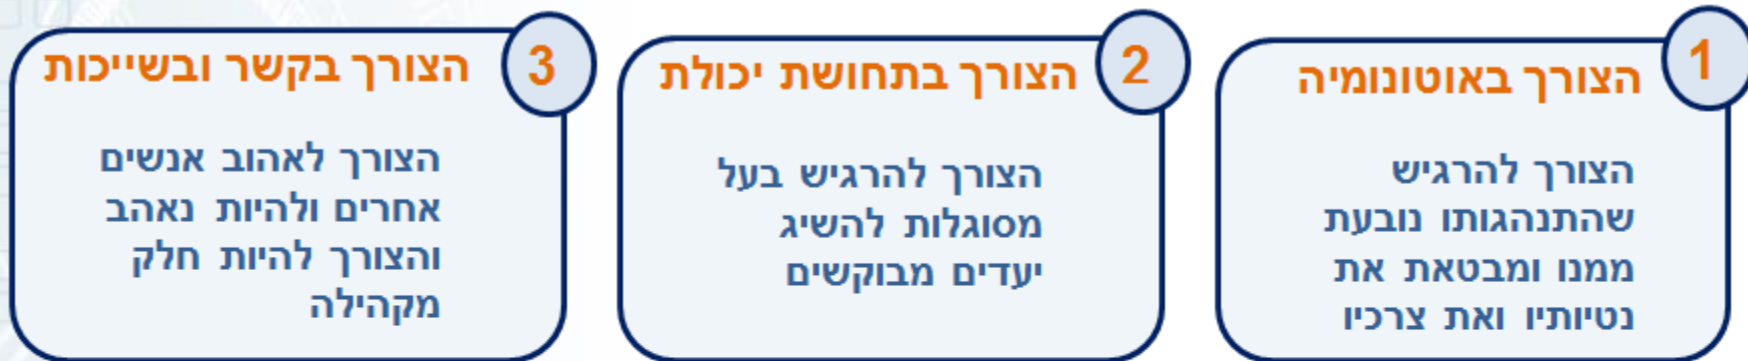 1
הצורך באוטונומיה
הצורך להרגיש
שהתנהגותו נובעת
ממנו ומבטאת את
נטיותיו ואת צרכיו
2
הצורך בתחושת יכולת
הצורך להרגיש בעל
מסוגלות להשיג
יעדים מבוקשים
3
הצורך בקשר ובשייכות
הצורך לאהוב אנשים
אחרים ולהיות נאהב
והצורך להיות חלק
מקהילה